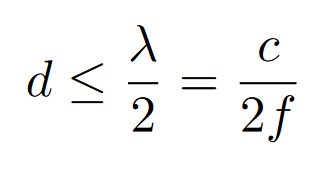 d ≤ λ/2 = c/2f